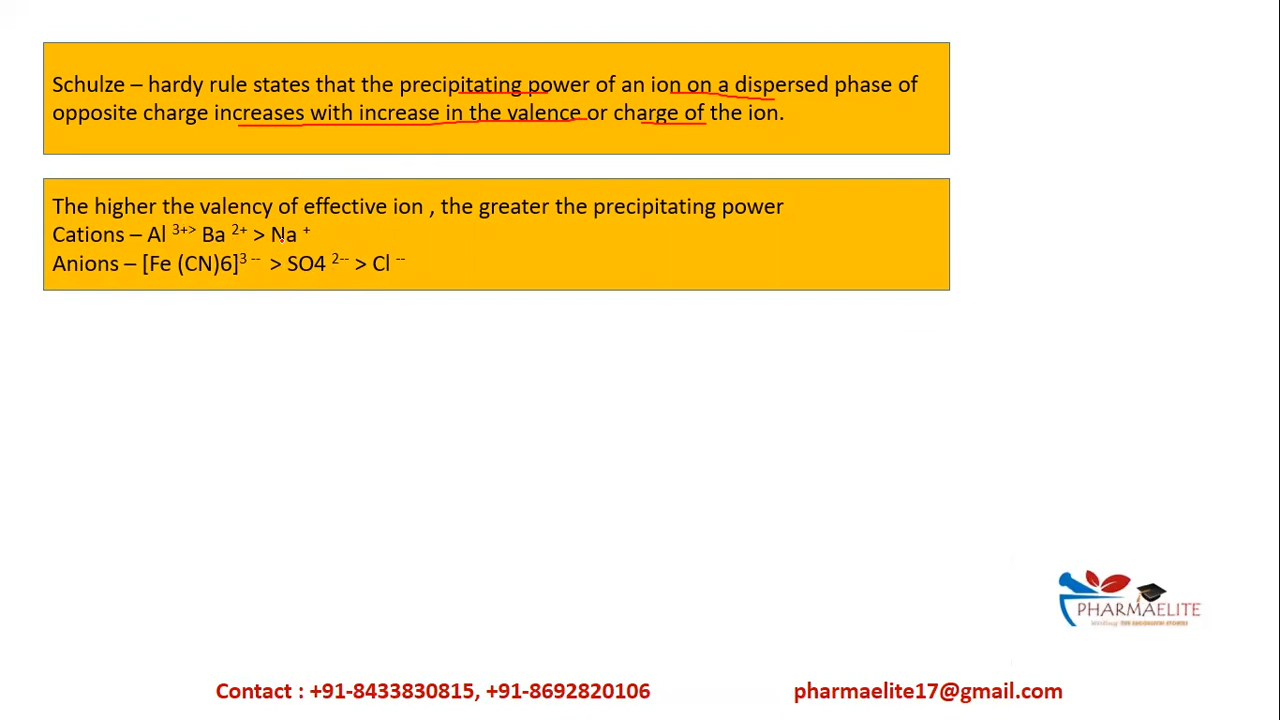 Schulze – hardy rule states that the precipitating power of an ion on a dispersed phase of
opposite charge increases with increase in the valence or charge of the ion.
The higher the valency of effective ion , the greater the precipitating power
Cations – Al ³⁺> Ba ²⁺ > Na ⁺
Anions – [Fe (CN)6]³ -- > SO4 ²-- > Cl --
PHARMAELITE
Contact : +91-8433830815, +91-8692820106
pharmaelite17@gmail.com